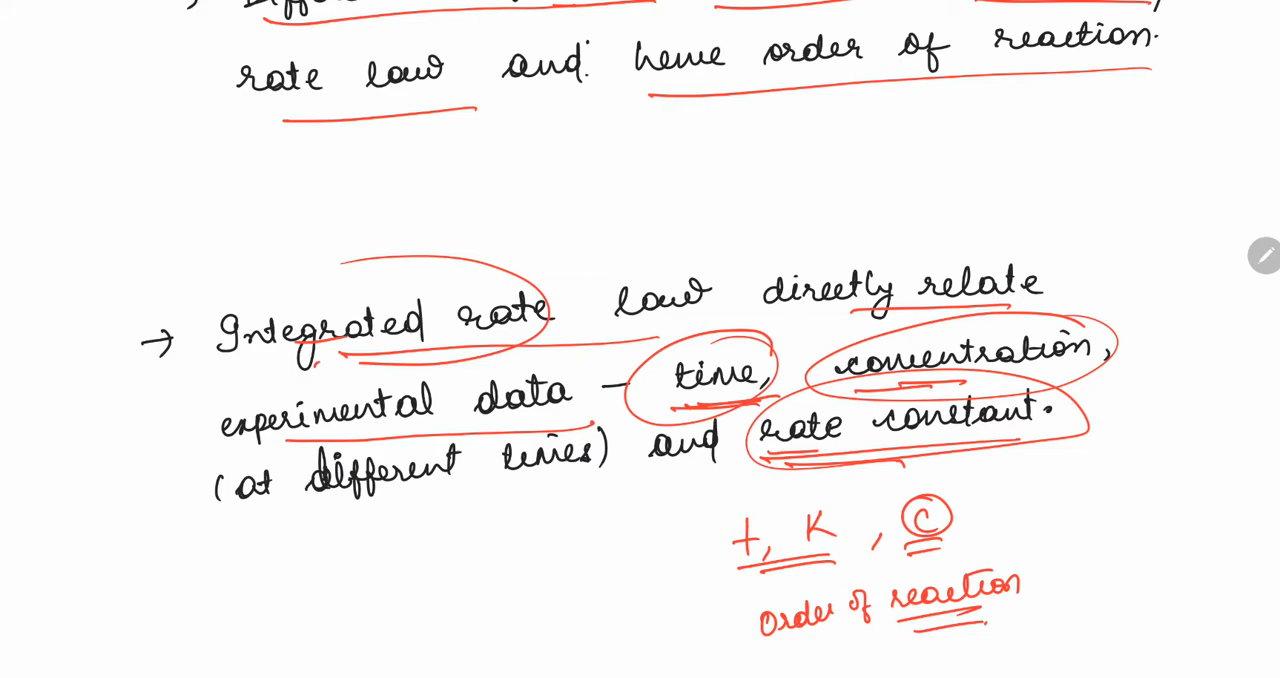 rate law and hence order of reaction.
→ Integrated rate law directly relate
experimental data – time, concentration,
(at different times) and rate constant.
t, K, C
order of reaction